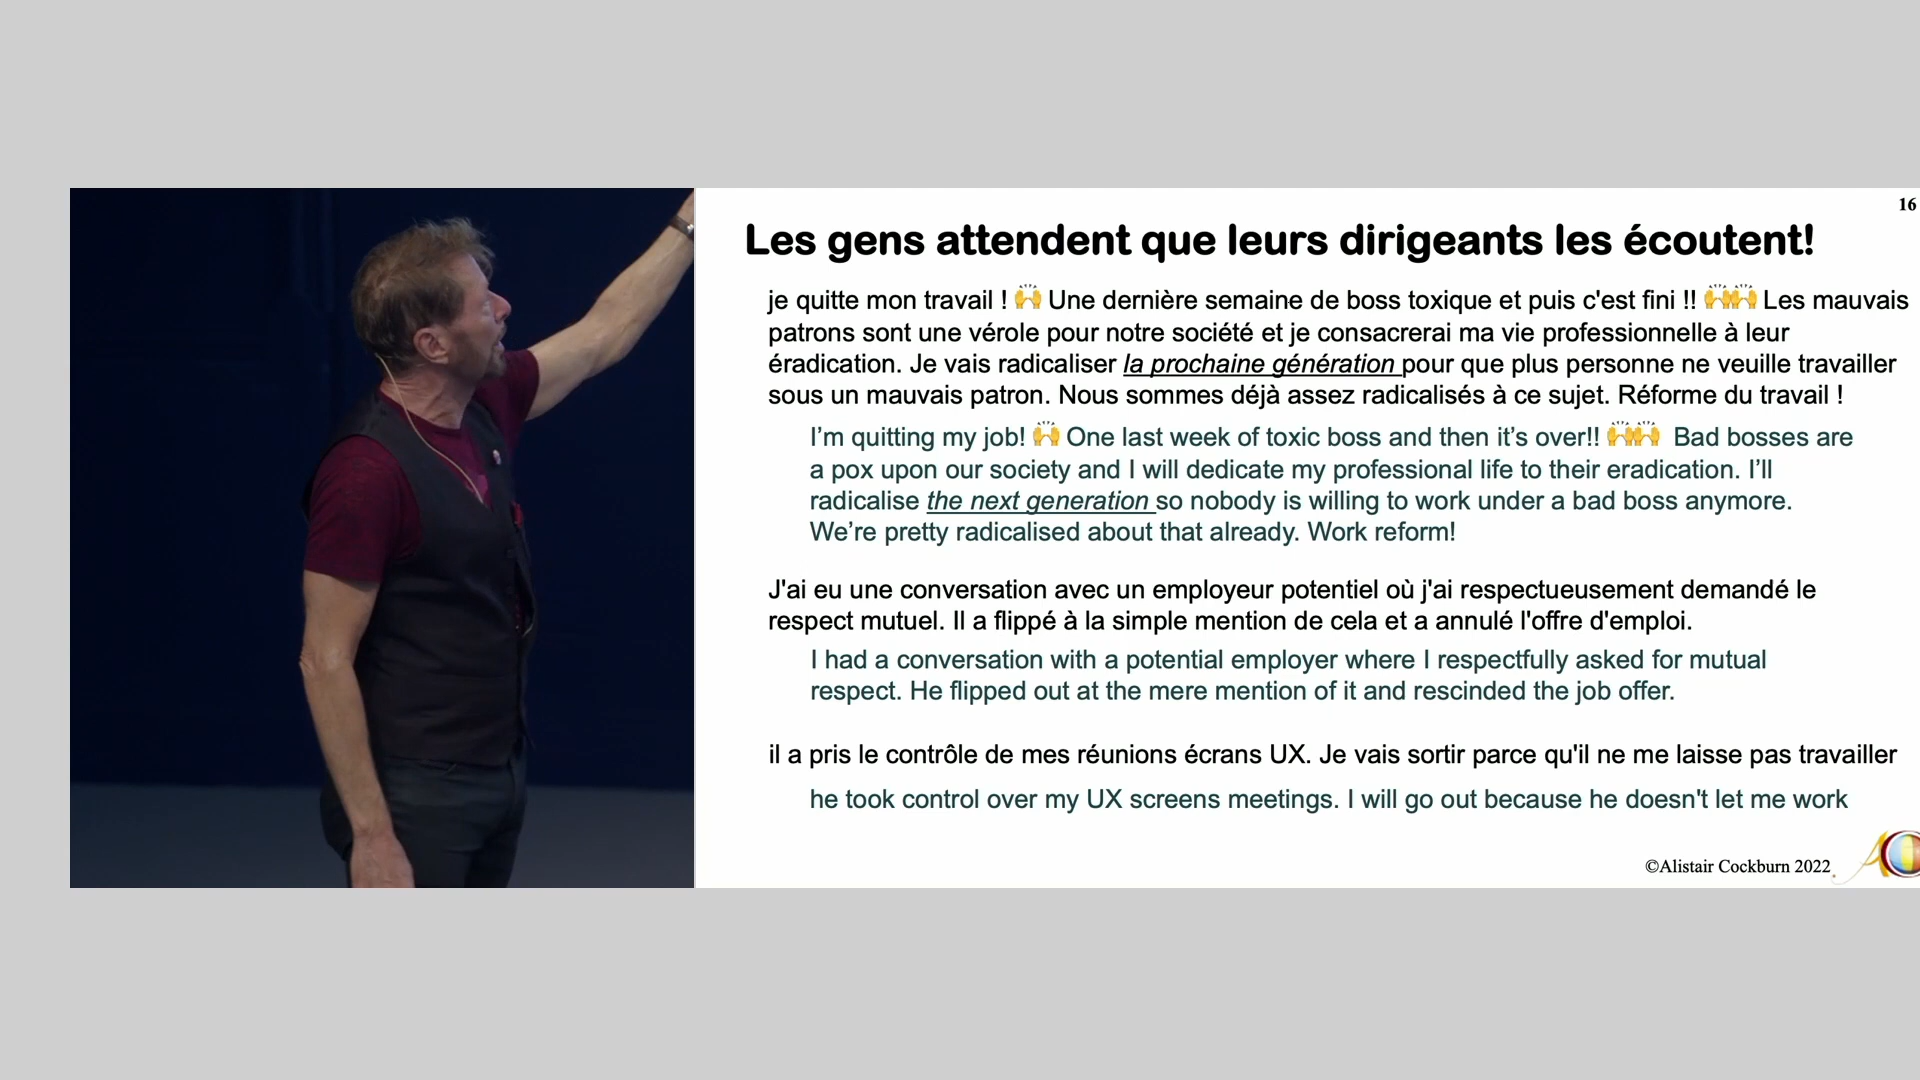 16
Les gens attendent que leurs dirigeants les écoutent!
je quitte mon travail ! 🙌 Une dernière semaine de boss toxique et puis c'est fini !! 🙌🙌 Les mauvais
patrons sont une vérole pour notre société et je consacrerai ma vie professionnelle à leur
éradication. Je vais radicaliser la prochaine génération pour que plus personne ne veuille travailler
sous un mauvais patron. Nous sommes déjà assez radicalisés à ce sujet. Réforme du travail !
I’m quitting my job! 🙌 One last week of toxic boss and then it’s over!! 🙌🙌 Bad bosses are
a pox upon our society and I will dedicate my professional life to their eradication. I’ll
radicalise the next generation so nobody is willing to work under a bad boss anymore.
We’re pretty radicalised about that already. Work reform!
J'ai eu une conversation avec un employeur potentiel où j'ai respectueusement demandé le
respect mutuel. Il a flippé à la simple mention de cela et a annulé l'offre d'emploi.
I had a conversation with a potential employer where I respectfully asked for mutual
respect. He flipped out at the mere mention of it and rescinded the job offer.
il a pris le contrôle de mes réunions écrans UX. Je vais sortir parce qu'il ne me laisse pas travailler
he took control over my UX screens meetings. I will go out because he doesn't let me work
©Alistair Cockburn 2022